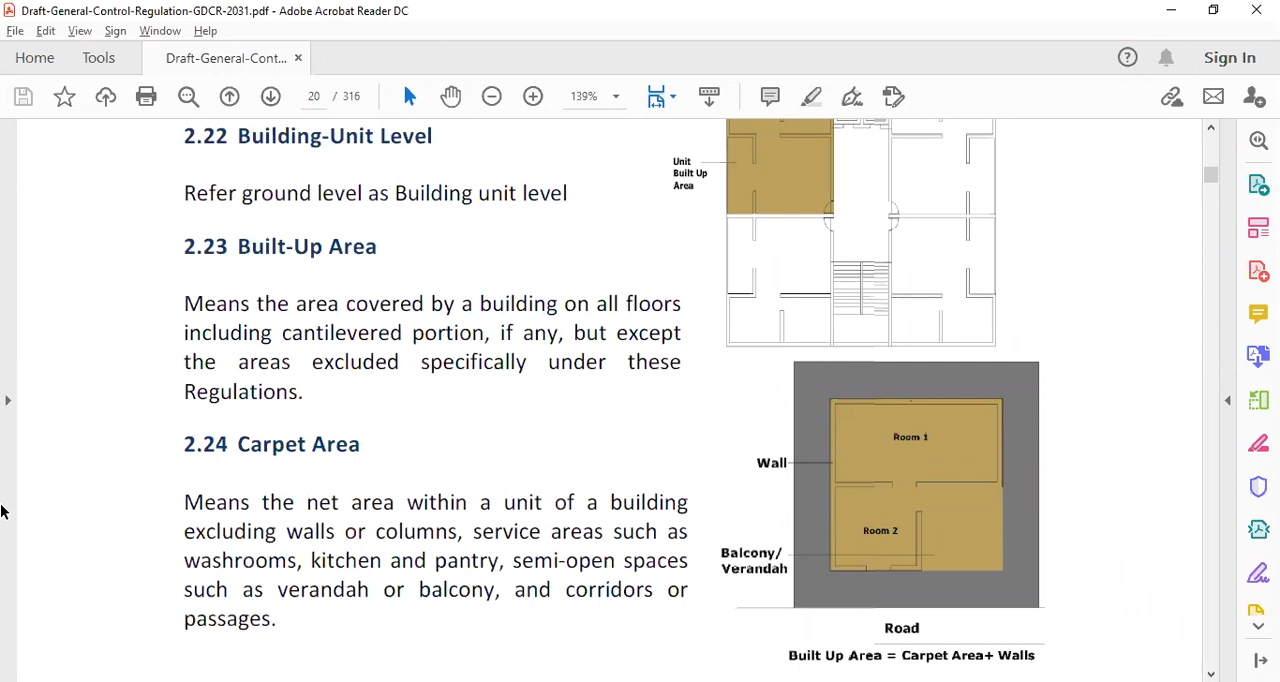 Draft-General-Control-Regulation-GDCR-2031.pdf - Adobe Acrobat Reader DC
File Edit View Sign Window Help
Home Tools Draft-General-Cont... × Sign In
20 / 316 139%
2.22 Building-Unit Level
Refer ground level as Building unit level
2.23 Built-Up Area
Means the area covered by a building on all floors
including cantilevered portion, if any, but except
the areas excluded specifically under these
Regulations.
2.24 Carpet Area
Means the net area within a unit of a building
excluding walls or columns, service areas such as
washrooms, kitchen and pantry, semi-open spaces
such as verandah or balcony, and corridors or
passages.
Unit
Built Up
Area
Room 1
Wall
Room 2
Balcony/
Verandah
Road
Built Up Area = Carpet Area+ Walls